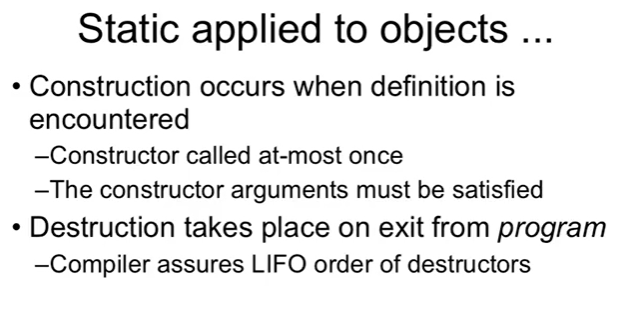 Static applied to objects ...
• Construction occurs when definition is
encountered
–Constructor called at-most once
–The constructor arguments must be satisfied
• Destruction takes place on exit from program
–Compiler assures LIFO order of destructors